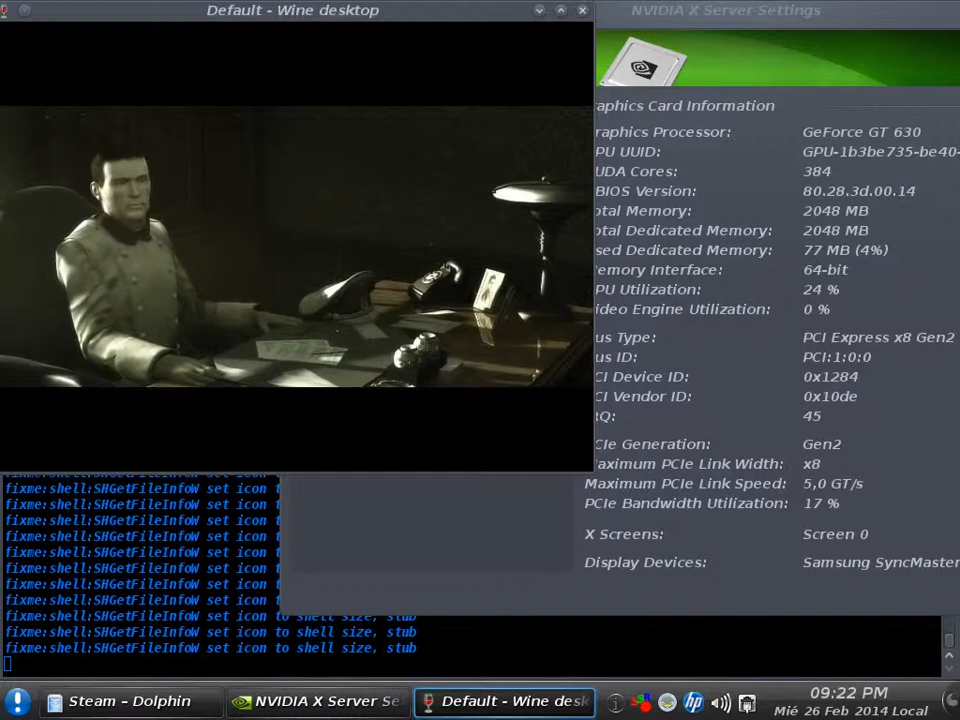 Default - Wine desktop
NVIDIA X Server Settings
raphics Card Information
raphics Processor: GeForce GT 630
PU UUID: GPU-1b3be735-be40-
UDA Cores: 384
BIOS Version: 80.28.3d.00.14
otal Memory: 2048 MB
otal Dedicated Memory: 2048 MB
sed Dedicated Memory: 77 MB (4%)
emory Interface: 64-bit
PU Utilization: 24 %
ideo Engine Utilization: 0 %
us Type: PCI Express x8 Gen2
us ID: PCI:1:0:0
CI Device ID: 0x1284
CI Vendor ID: 0x10de
RQ: 45
CIe Generation: Gen2
Maximum PCIe Link Width: x8
Maximum PCIe Link Speed: 5,0 GT/s
PCIe Bandwidth Utilization: 17 %
X Screens: Screen 0
Display Devices: Samsung SyncMaster
fixme:shell:SHGetFileInfoW set icon t
fixme:shell:SHGetFileInfoW set icon t
fixme:shell:SHGetFileInfoW set icon t
fixme:shell:SHGetFileInfoW set icon t
fixme:shell:SHGetFileInfoW set icon t
fixme:shell:SHGetFileInfoW set icon t
fixme:shell:SHGetFileInfoW set icon t
fixme:shell:SHGetFileInfoW set icon t
fixme:shell:SHGetFileInfoW set icon to shell size, stub
fixme:shell:SHGetFileInfoW set icon to shell size, stub
fixme:shell:SHGetFileInfoW set icon to shell size, stub
Steam - Dolphin
NVIDIA X Server Se
Default - Wine desk
hp
09:22 PM
Mié 26 Feb 2014 Local